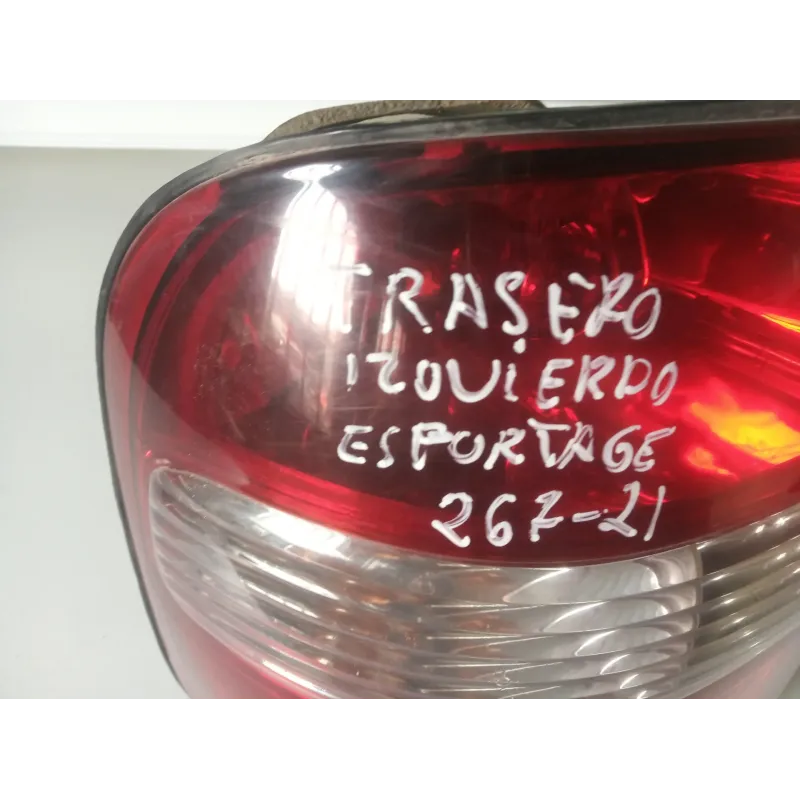 TRASERO
IZQUIERDO
ESPORTAGE
267-21